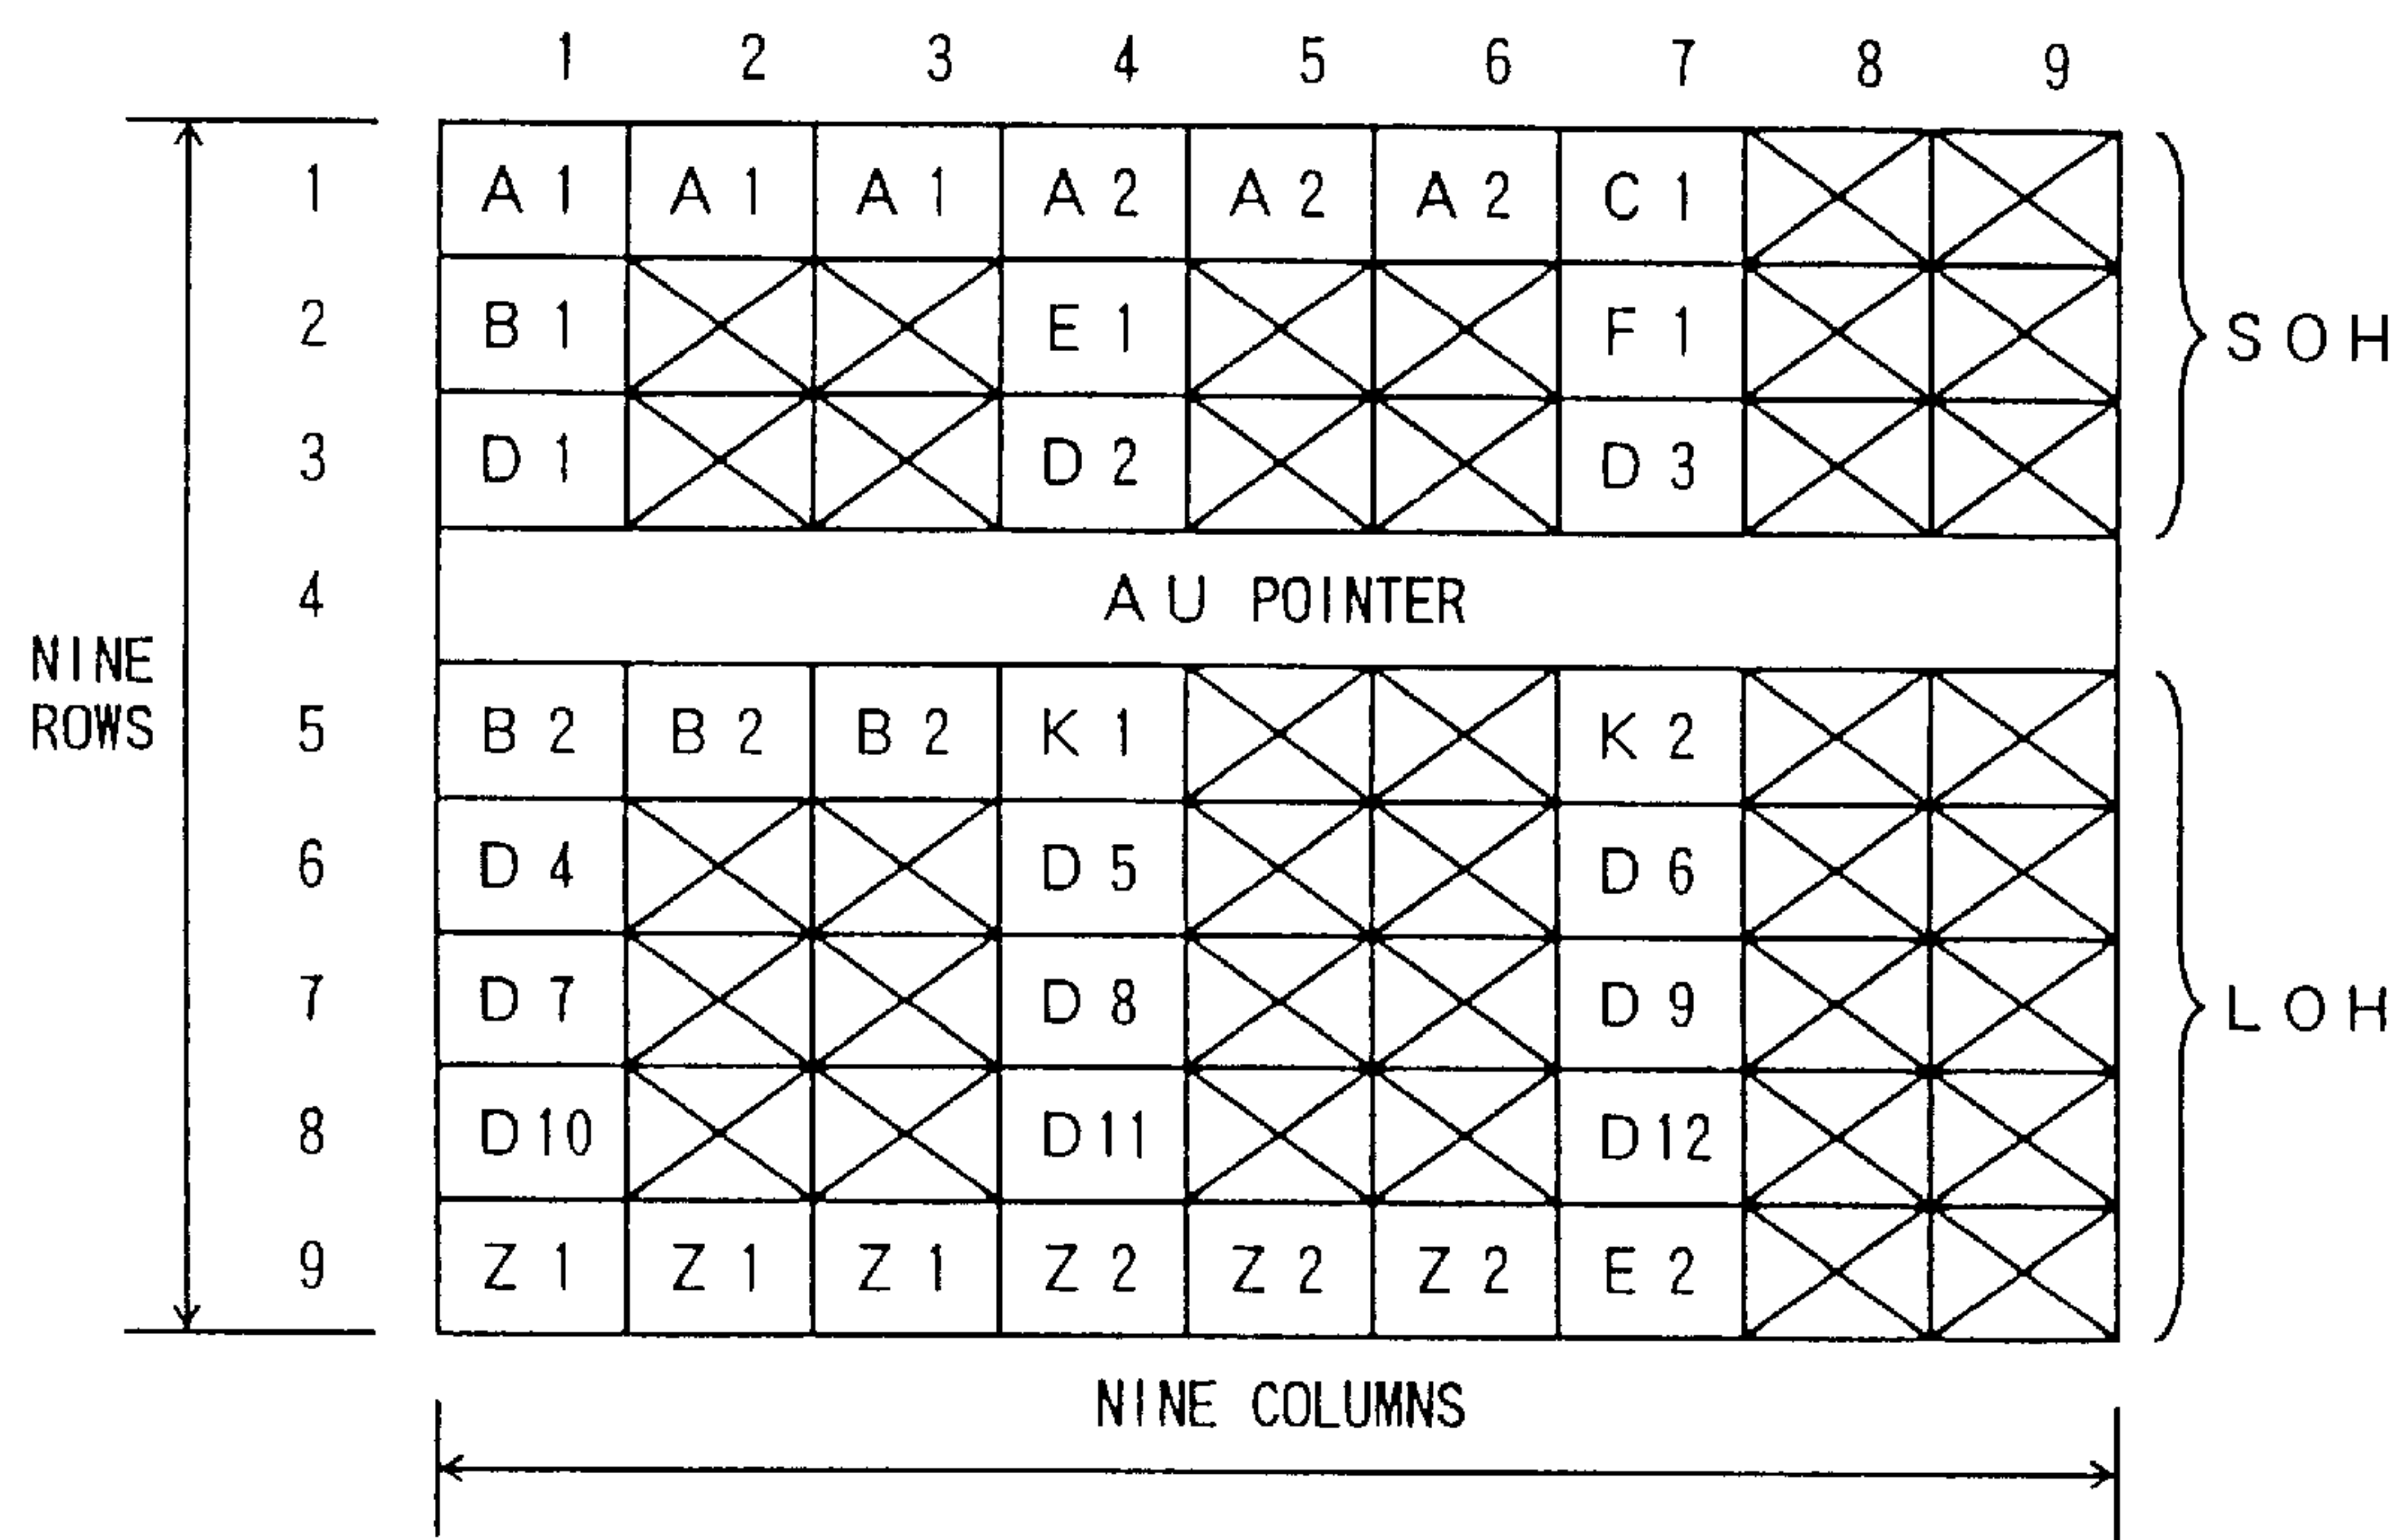 1 2 3 4 5 6 7 8 9
1 A1 A1 A1 A2 A2 A2 C1
2 B1 E1 F1
SOH
3 D1 D2 D3
4 AU POINTER
NINE ROWS
5 B2 B2 B2 K1 K2
6 D4 D5 D6
7 D7 D8 D9
LOH
8 D10 D11 D12
9 Z1 Z1 Z1 Z2 Z2 Z2 E2
NINE COLUMNS